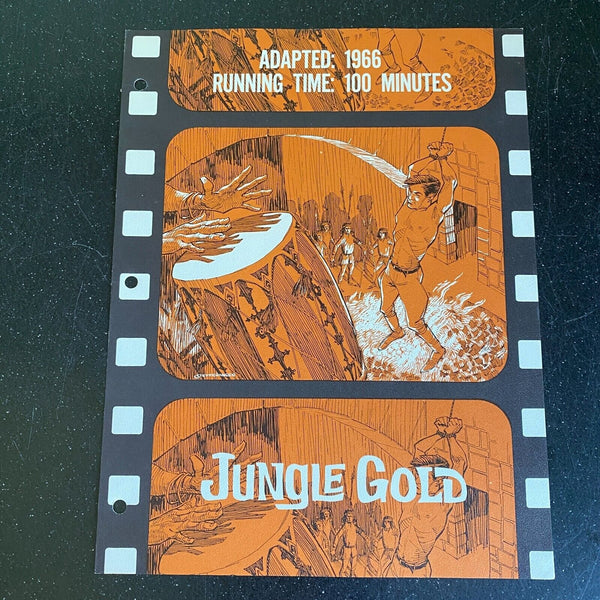 ADAPTED: 1966
RUNNING TIME: 100 MINUTES
JUNGLE GOLD